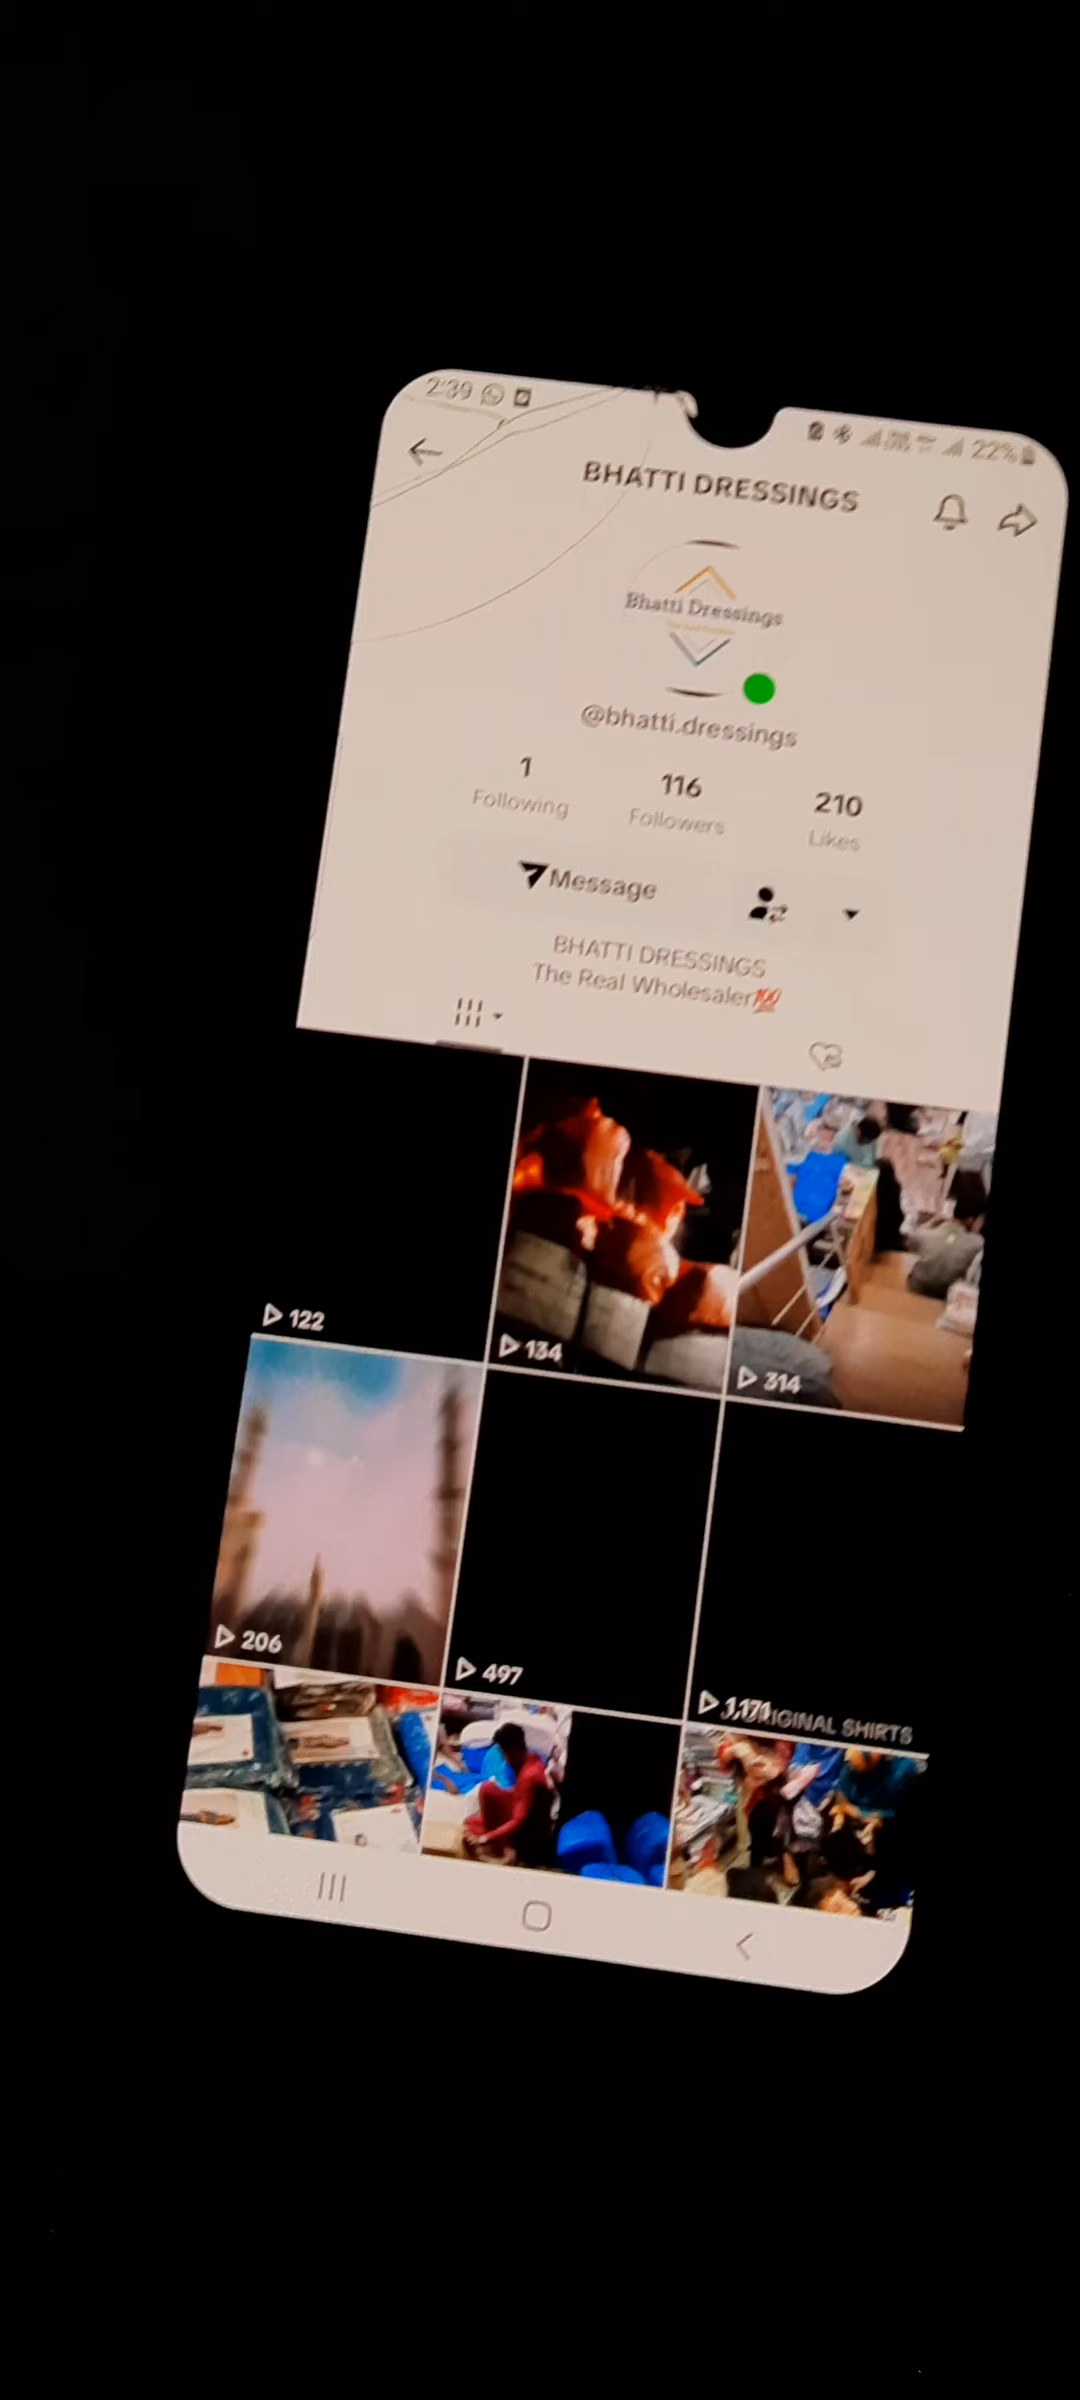 2:39
22%
BHATTI DRESSINGS
Bhatti Dressings
@bhatti.dressings
1
Following
116
Followers
210
Likes
Message
BHATTI DRESSINGS
The Real Wholesaler💯
122
134
314
206
497
1,171
ORIGINAL SHIRTS